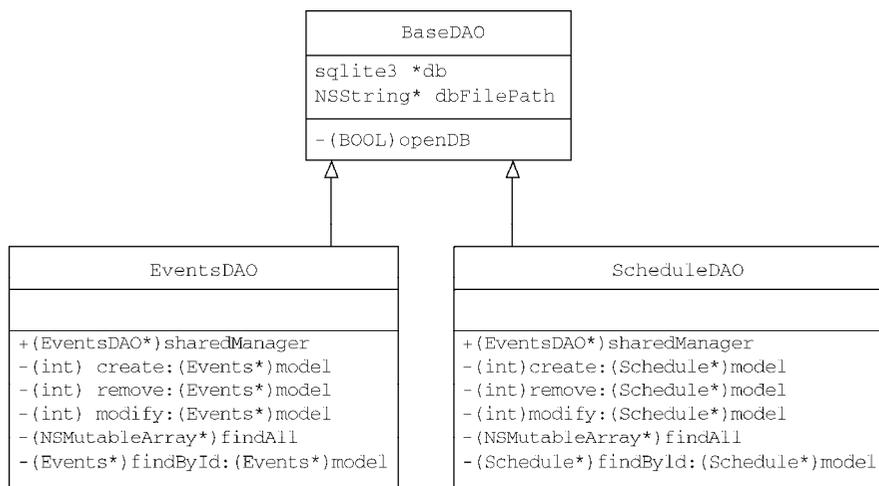 BaseDAO
sqlite3 *db
NSString* dbFilePath
-(BOOL)openDB
EventsDAO
+(EventsDAO*)sharedManager
-(int) create:(Events*)model
-(int) remove:(Events*)model
-(int) modify:(Events*)model
-(NSMutableArray*)findAll
-(Events*)findById:(Events*)model
ScheduleDAO
+(EventsDAO*)sharedManager
-(int)create:(Schedule*)model
-(int)remove:(Schedule*)model
-(int)modify:(Schedule*)model
-(NSMutableArray*)findAll
-(Schedule*)findById:(Schedule*)model